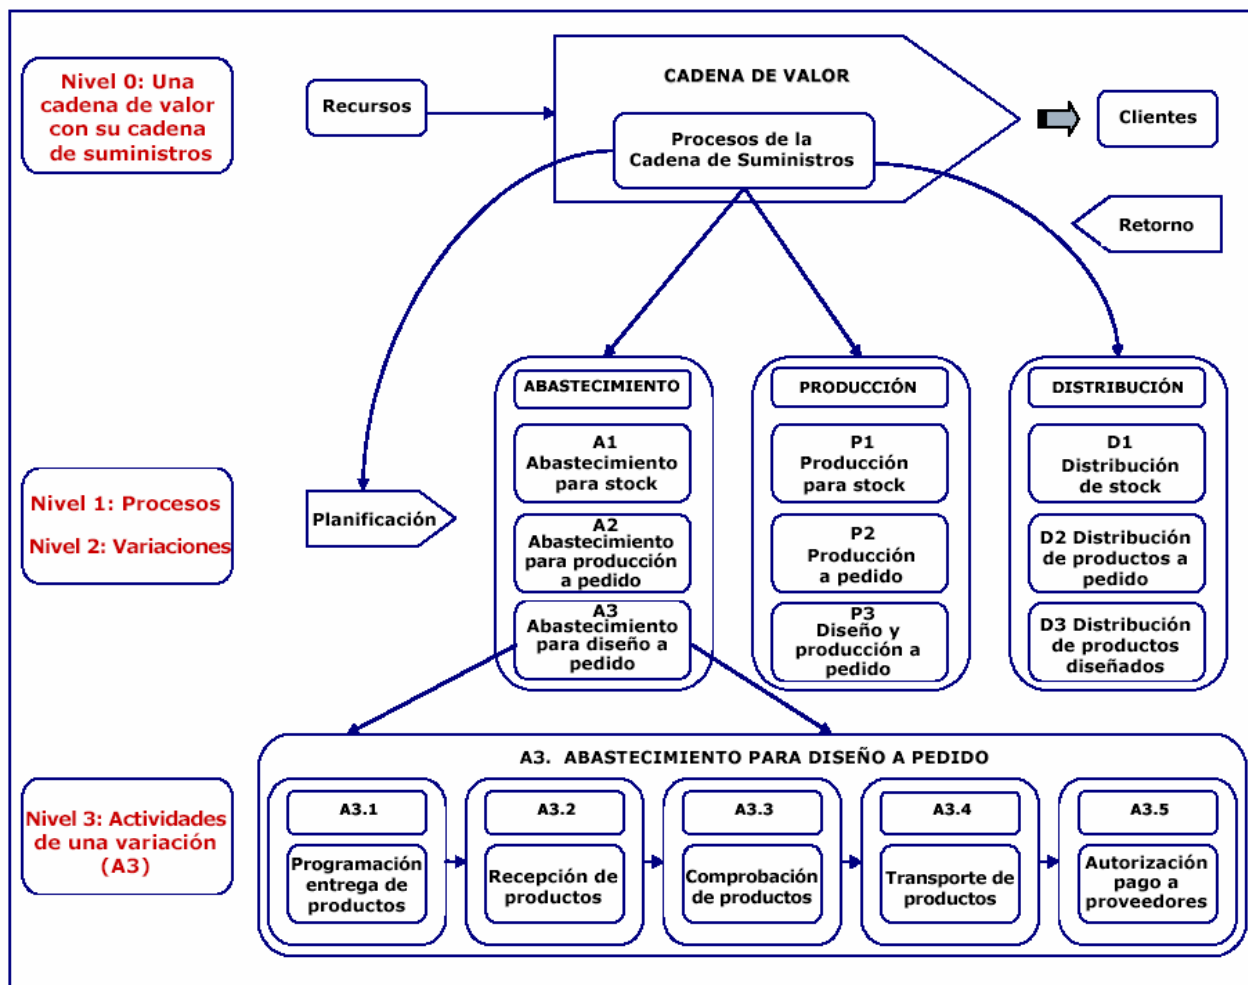 Nivel 0: Una
cadena de valor
con su cadena
de suministros
Recursos
CADENA DE VALOR
Procesos de la
Cadena de Suministros
Clientes
Retorno
Nivel 1: Procesos
Nivel 2: Variaciones
Planificación
ABASTECIMIENTO
A1
Abastecimiento
para stock
A2
Abastecimiento
para producción
a pedido
A3
Abastecimiento
para diseño a
pedido
PRODUCCIÓN
P1
Producción
para stock
P2
Producción
a pedido
P3
Diseño y
producción a
pedido
DISTRIBUCIÓN
D1
Distribución
de stock
D2 Distribución
de productos a
pedido
D3 Distribución
de productos
diseñados
Nivel 3: Actividades
de una variación
(A3)
A3. ABASTECIMIENTO PARA DISEÑO A PEDIDO
A3.1
Programación
entrega de
productos
A3.2
Recepción de
productos
A3.3
Comprobación
de productos
A3.4
Transporte de
productos
A3.5
Autorización
pago a
proveedores